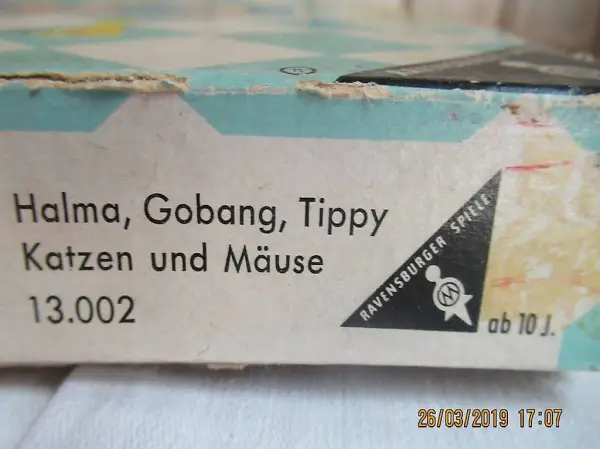 Halma, Gobang, Tippy
Katzen und Mäuse
13.002
RAVENSBURGER SPIELE
ab 10 J.
26/03/2019 17:07